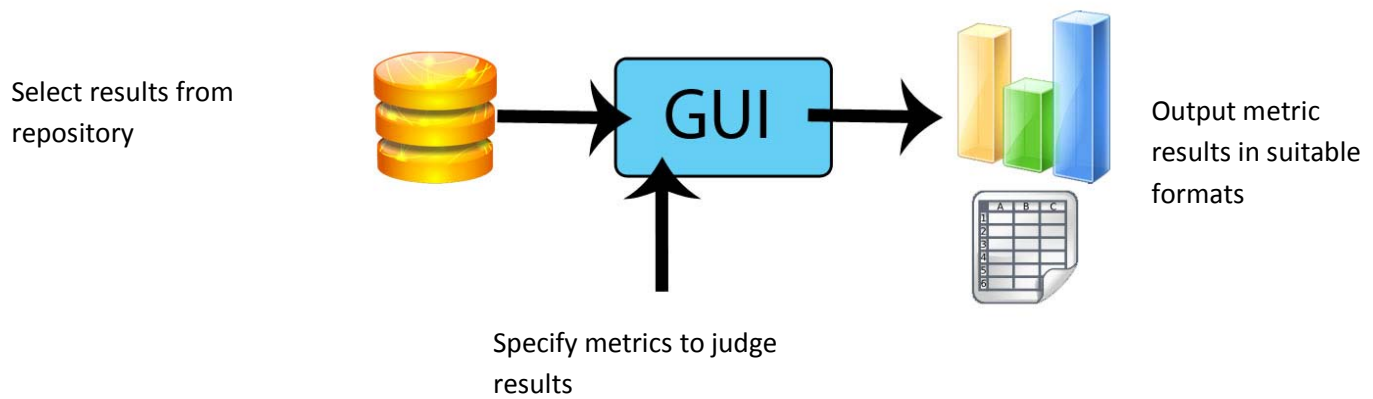 Select results from
repository
GUI
Output metric
results in suitable
formats
A B C
1
2
3
4
5
6
Specify metrics to judge
results